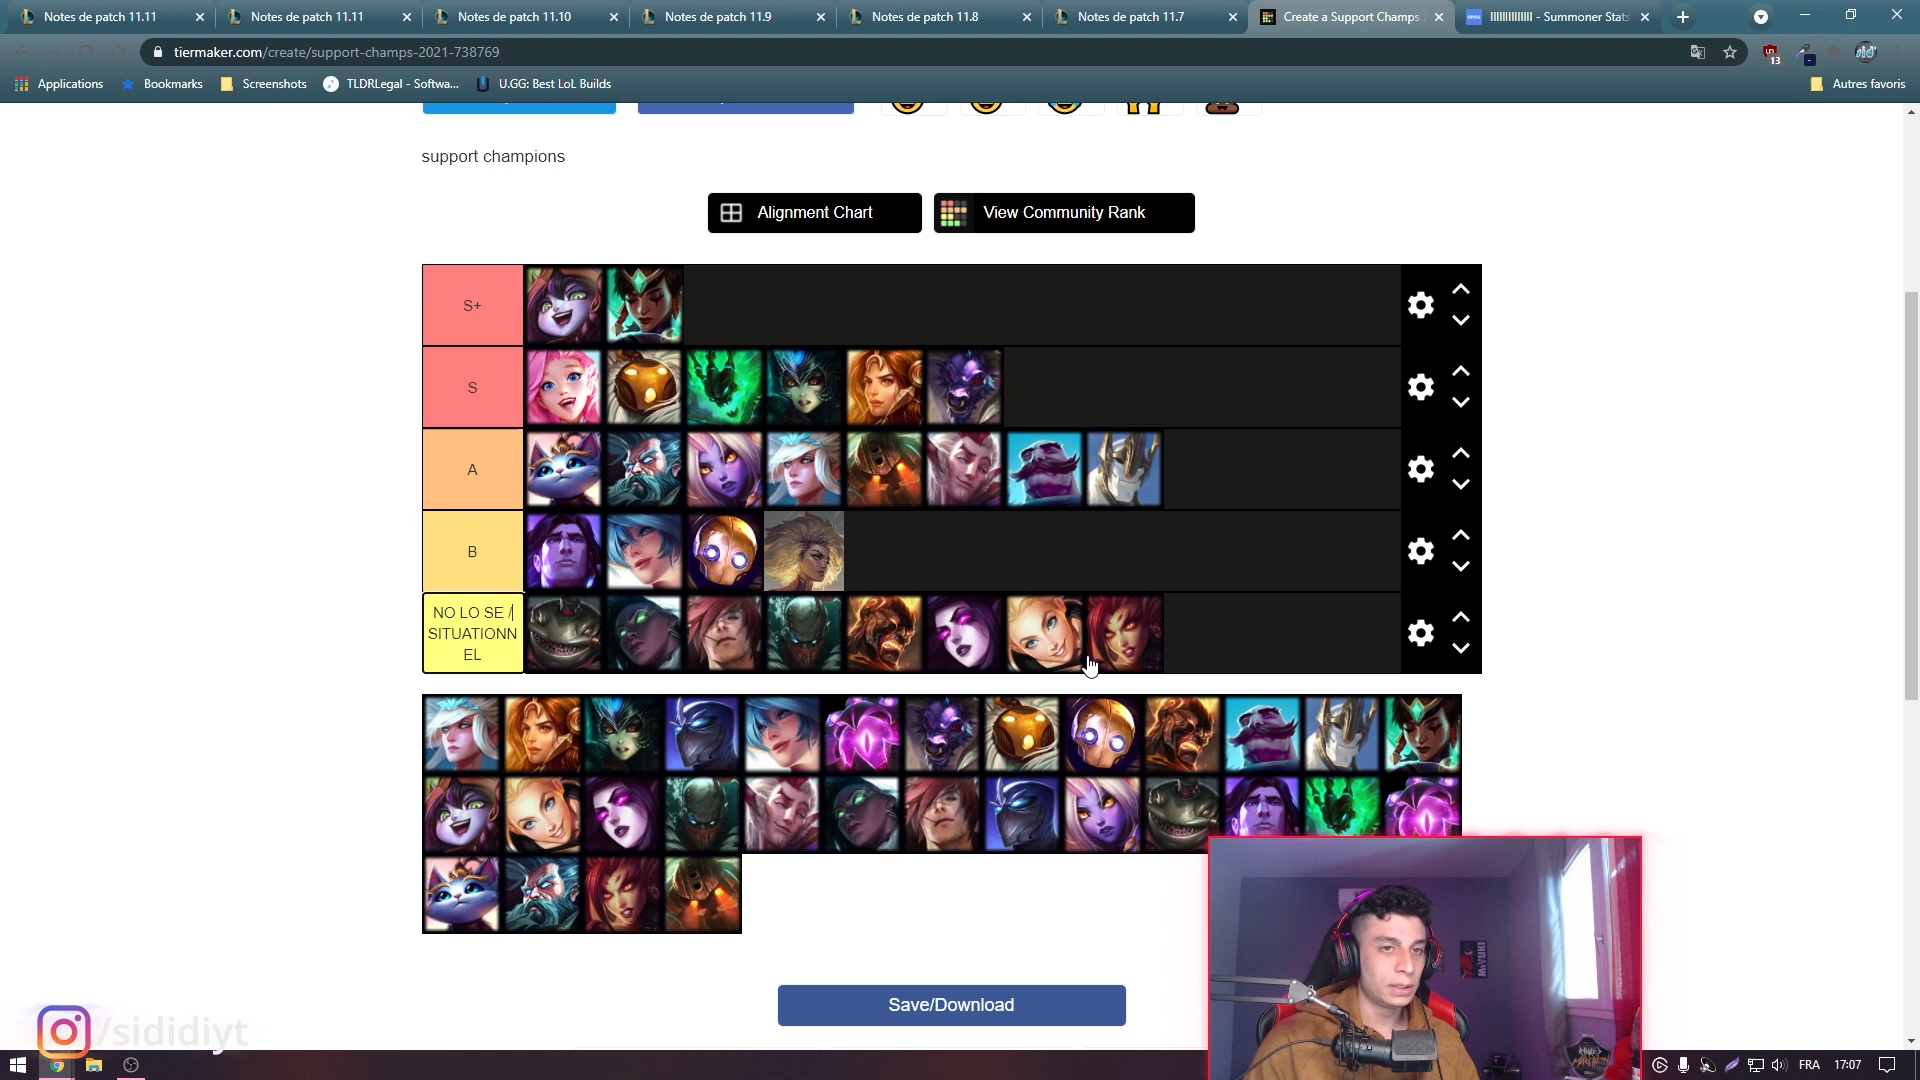 Notes de patch 11.11
Notes de patch 11.11
Notes de patch 11.10
Notes de patch 11.9
Notes de patch 11.8
Notes de patch 11.7
Create a Support Champs
- Summoner Stats
tiermaker.com/create/support-champs-2021-738769
13
Applications
Bookmarks
Screenshots
TLDRLegal - Softwa...
U.GG: Best LoL Builds
Autres favoris
support champions
Alignment Chart
View Community Rank
S+
S
A
B
NO LO SE /
SITUATIONN
EL
Save/Download
/sididiyt
FRA
17:07